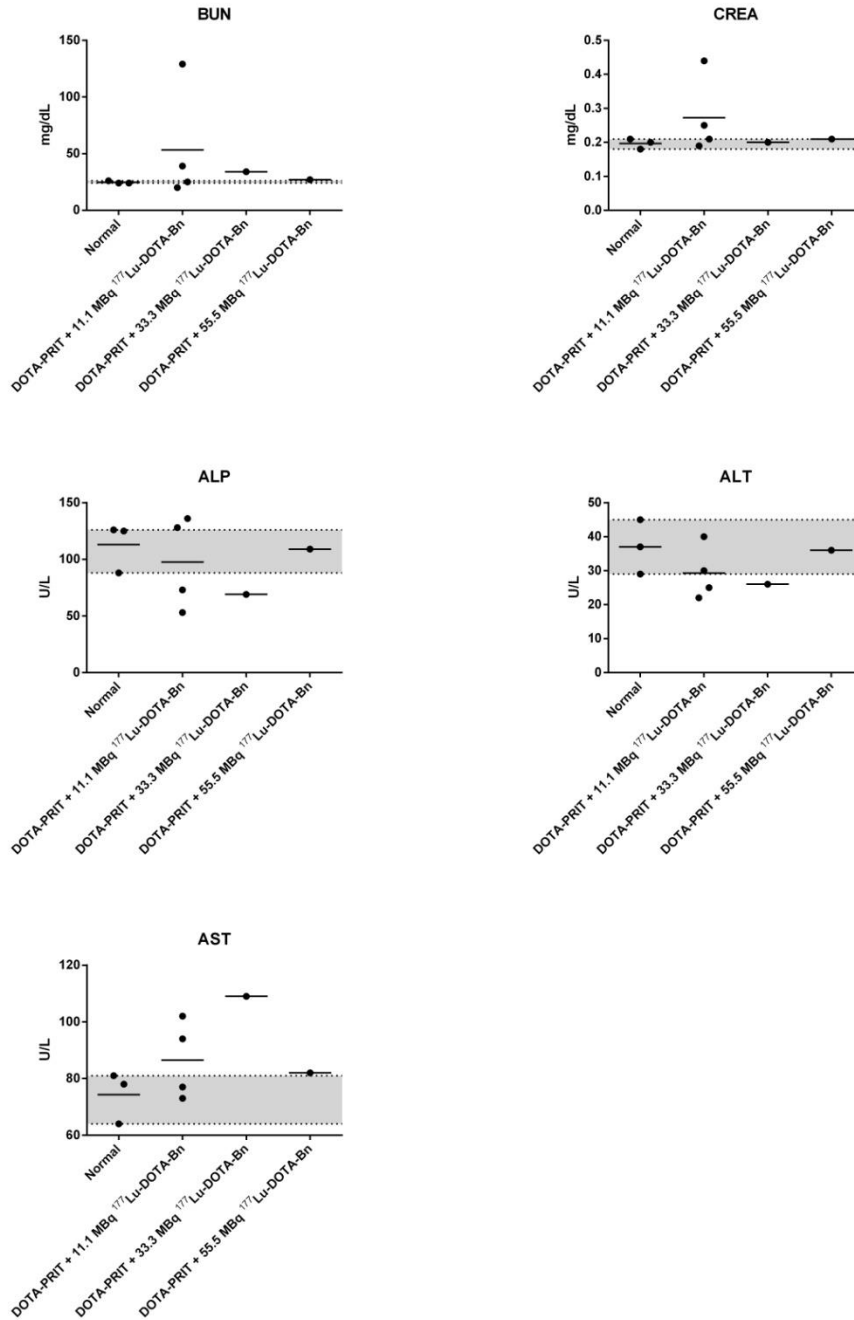 BUN
mg/dL
150
100
50
0
Normal
DOTA-PRIT + 11.1 MBq ¹⁷⁷Lu-DOTA-Bn
DOTA-PRIT + 33.3 MBq ¹⁷⁷Lu-DOTA-Bn
DOTA-PRIT + 55.5 MBq ¹⁷⁷Lu-DOTA-Bn
CREA
mg/dL
0.5
0.4
0.3
0.2
0.1
0.0
Normal
DOTA-PRIT + 11.1 MBq ¹⁷⁷Lu-DOTA-Bn
DOTA-PRIT + 33.3 MBq ¹⁷⁷Lu-DOTA-Bn
DOTA-PRIT + 55.5 MBq ¹⁷⁷Lu-DOTA-Bn
ALP
U/L
150
100
50
0
Normal
DOTA-PRIT + 11.1 MBq ¹⁷⁷Lu-DOTA-Bn
DOTA-PRIT + 33.3 MBq ¹⁷⁷Lu-DOTA-Bn
DOTA-PRIT + 55.5 MBq ¹⁷⁷Lu-DOTA-Bn
ALT
U/L
50
40
30
20
10
0
Normal
DOTA-PRIT + 11.1 MBq ¹⁷⁷Lu-DOTA-Bn
DOTA-PRIT + 33.3 MBq ¹⁷⁷Lu-DOTA-Bn
DOTA-PRIT + 55.5 MBq ¹⁷⁷Lu-DOTA-Bn
AST
U/L
120
100
80
60
Normal
DOTA-PRIT + 11.1 MBq ¹⁷⁷Lu-DOTA-Bn
DOTA-PRIT + 33.3 MBq ¹⁷⁷Lu-DOTA-Bn
DOTA-PRIT + 55.5 MBq ¹⁷⁷Lu-DOTA-Bn